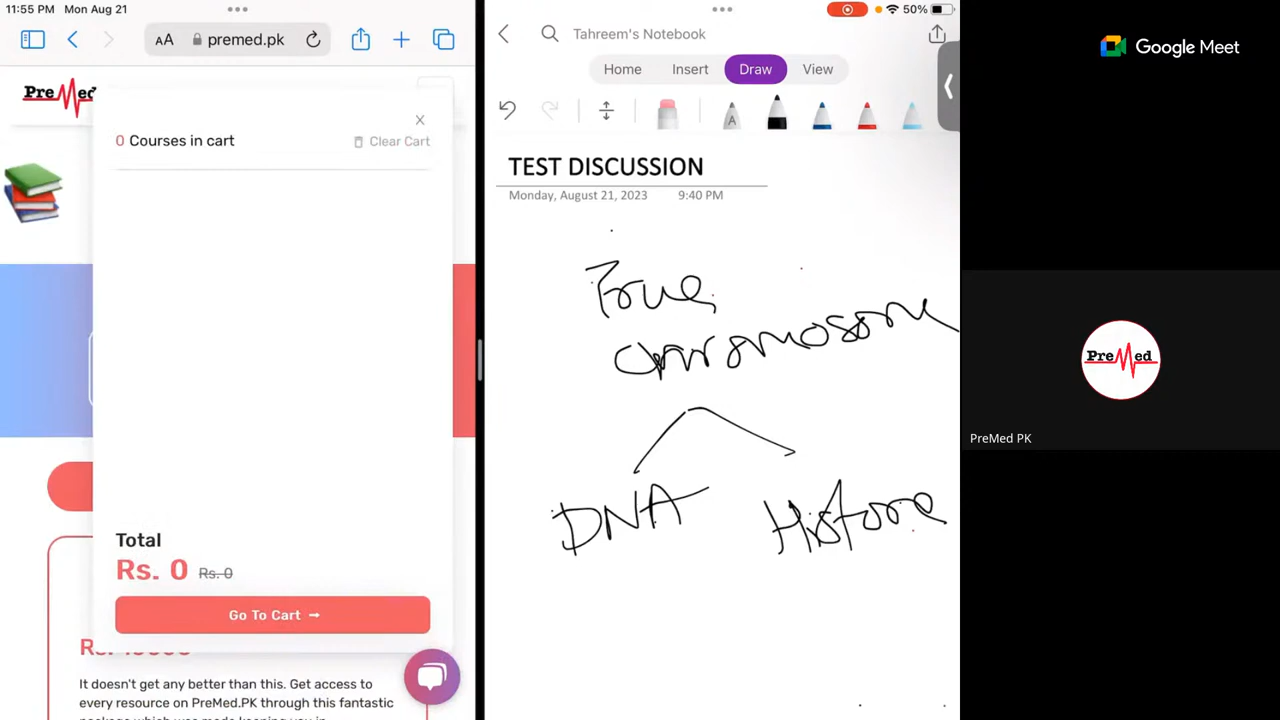 11:55 PM Mon Aug 21
AA premed.pk
PreMed
0 Courses in cart
Clear Cart
Total
Rs. 0 Rs. 0
Go To Cart →
It doesn't get any better than this. Get access to
every resource on PreMed.PK through this fantastic
50%
Tahreem's Notebook
Home Insert Draw View
A
TEST DISCUSSION
Monday, August 21, 2023 9:40 PM
True
chromosome
DNA Histone
Google Meet
PreMed
PreMed PK